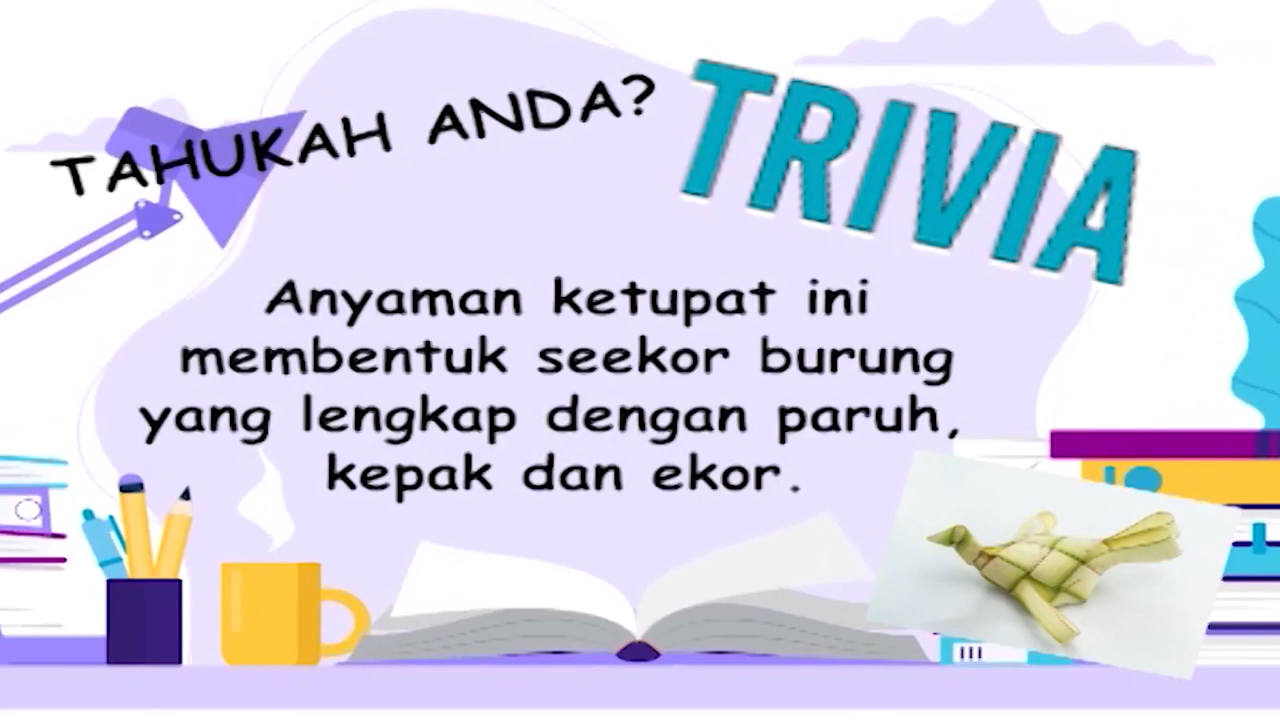 TAHUKAH ANDA?
TRIVIA
Anyaman ketupat ini
membentuk seekor burung
yang lengkap dengan paruh,
kepak dan ekor.